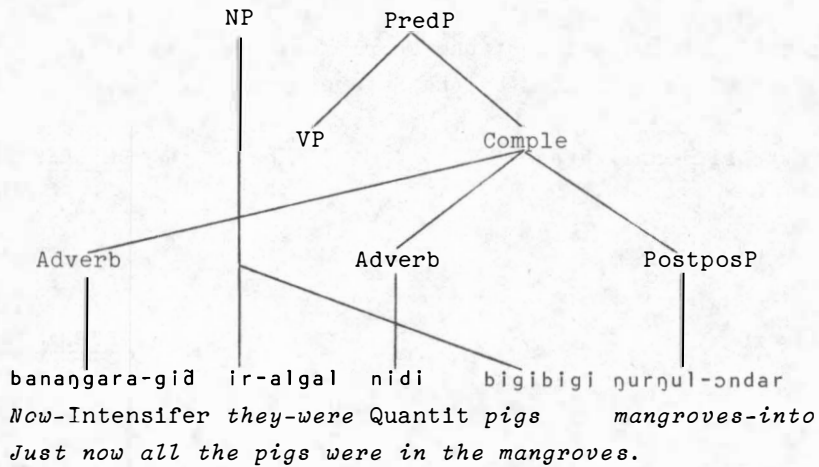 NP PredP
VP Comple
Adverb Adverb PostposP
banaŋgara-gið ir-algal nidi bigibigi ŋurŋul-ɔndar
Now-Intensifer they-were Quantit pigs mangroves-into
Just now all the pigs were in the mangroves.